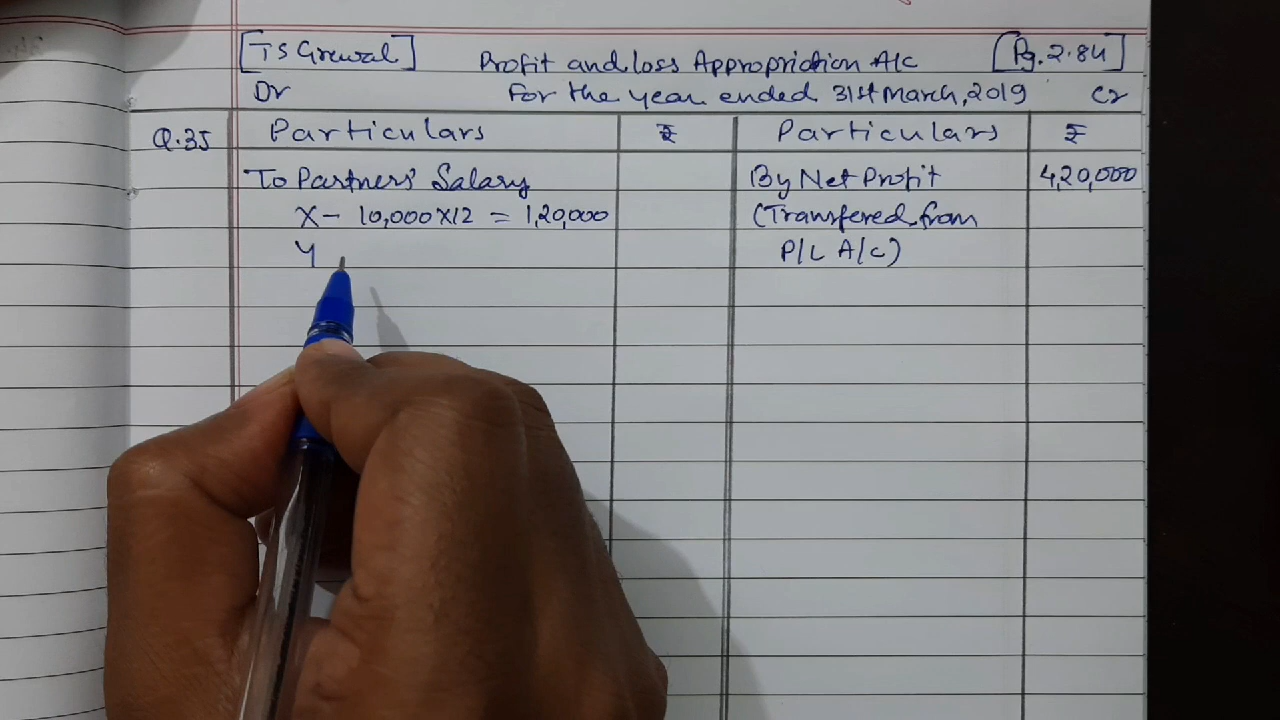 [TS Grewal] Profit and loss Appropriation A/c [Pg. 2.84]
Dr For the year ended 31st March, 2019 Cr
Q.35 Particulars ₹ Particulars ₹
To Partners' Salary By Net Profit 4,20,000
X - 10,000 X 12 = 1,20,000 (Transfered from
Y P/L A/c)